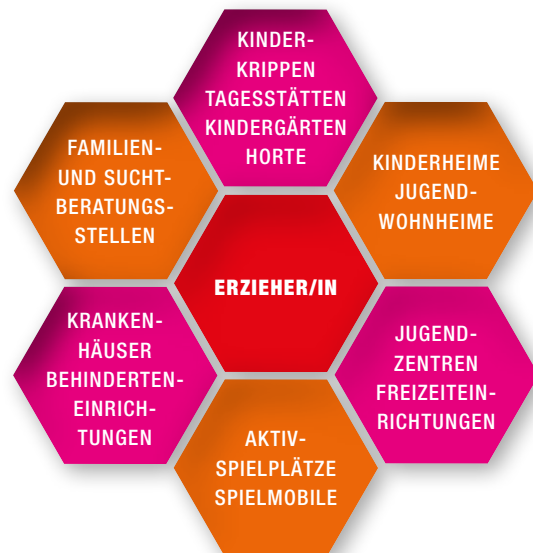 KINDER-
KRIPPEN
TAGESSTÄTTEN
KINDERGÄRTEN
HORTE
FAMILIEN-
UND SUCHT-
BERATUNGS-
STELLEN
KINDERHEIME
JUGEND-
WOHNHEIME
ERZIEHER/IN
KRANKEN-
HÄUSER
BEHINDERTEN-
EINRICH-
TUNGEN
JUGEND-
ZENTREN
FREIZEITEIN-
RICHTUNGEN
AKTIV-
SPIELPLÄTZE
SPIELMOBILE